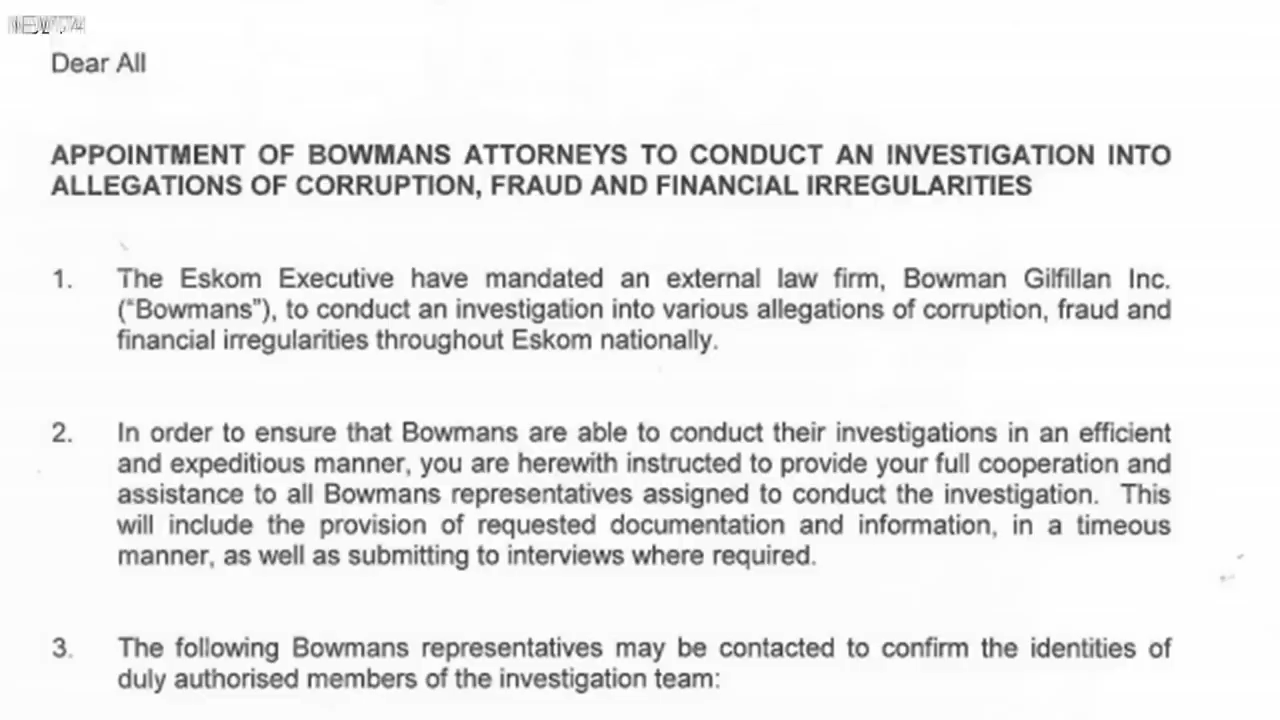 Dear All
APPOINTMENT OF BOWMANS ATTORNEYS TO CONDUCT AN INVESTIGATION INTO
ALLEGATIONS OF CORRUPTION, FRAUD AND FINANCIAL IRREGULARITIES
1. The Eskom Executive have mandated an external law firm, Bowman Gilfillan Inc.
("Bowmans"), to conduct an investigation into various allegations of corruption, fraud and
financial irregularities throughout Eskom nationally.
2. In order to ensure that Bowmans are able to conduct their investigations in an efficient
and expeditious manner, you are herewith instructed to provide your full cooperation and
assistance to all Bowmans representatives assigned to conduct the investigation. This
will include the provision of requested documentation and information, in a timeous
manner, as well as submitting to interviews where required.
3. The following Bowmans representatives may be contacted to confirm the identities of
duly authorised members of the investigation team: